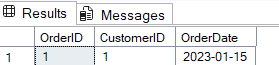 Results Messages
OrderID CustomerID OrderDate
1 1 1 2023-01-15